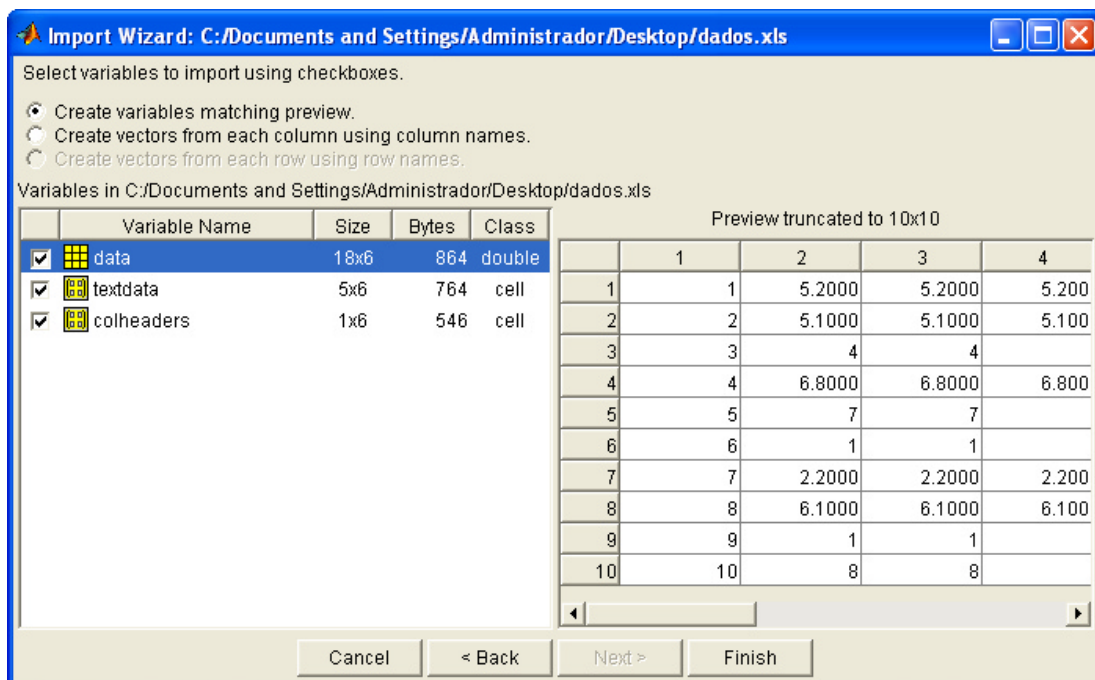 Import Wizard: C:/Documents and Settings/Administrador/Desktop/dados.xls
Select variables to import using checkboxes.
Create variables matching preview.
Create vectors from each column using column names.
Create vectors from each row using row names.
Variables in C:/Documents and Settings/Administrador/Desktop/dados.xls
Variable Name Size Bytes Class
data 18x6 864 double
textdata 5x6 764 cell
colheaders 1x6 546 cell
Preview truncated to 10x10
1 2 3 4
1 1 5.2000 5.2000 5.200
2 2 5.1000 5.1000 5.100
3 3 4 4
4 4 6.8000 6.8000 6.800
5 5 7 7
6 6 1 1
7 7 2.2000 2.2000 2.200
8 8 6.1000 6.1000 6.100
9 9 1 1
10 10 8 8
Cancel < Back Next > Finish